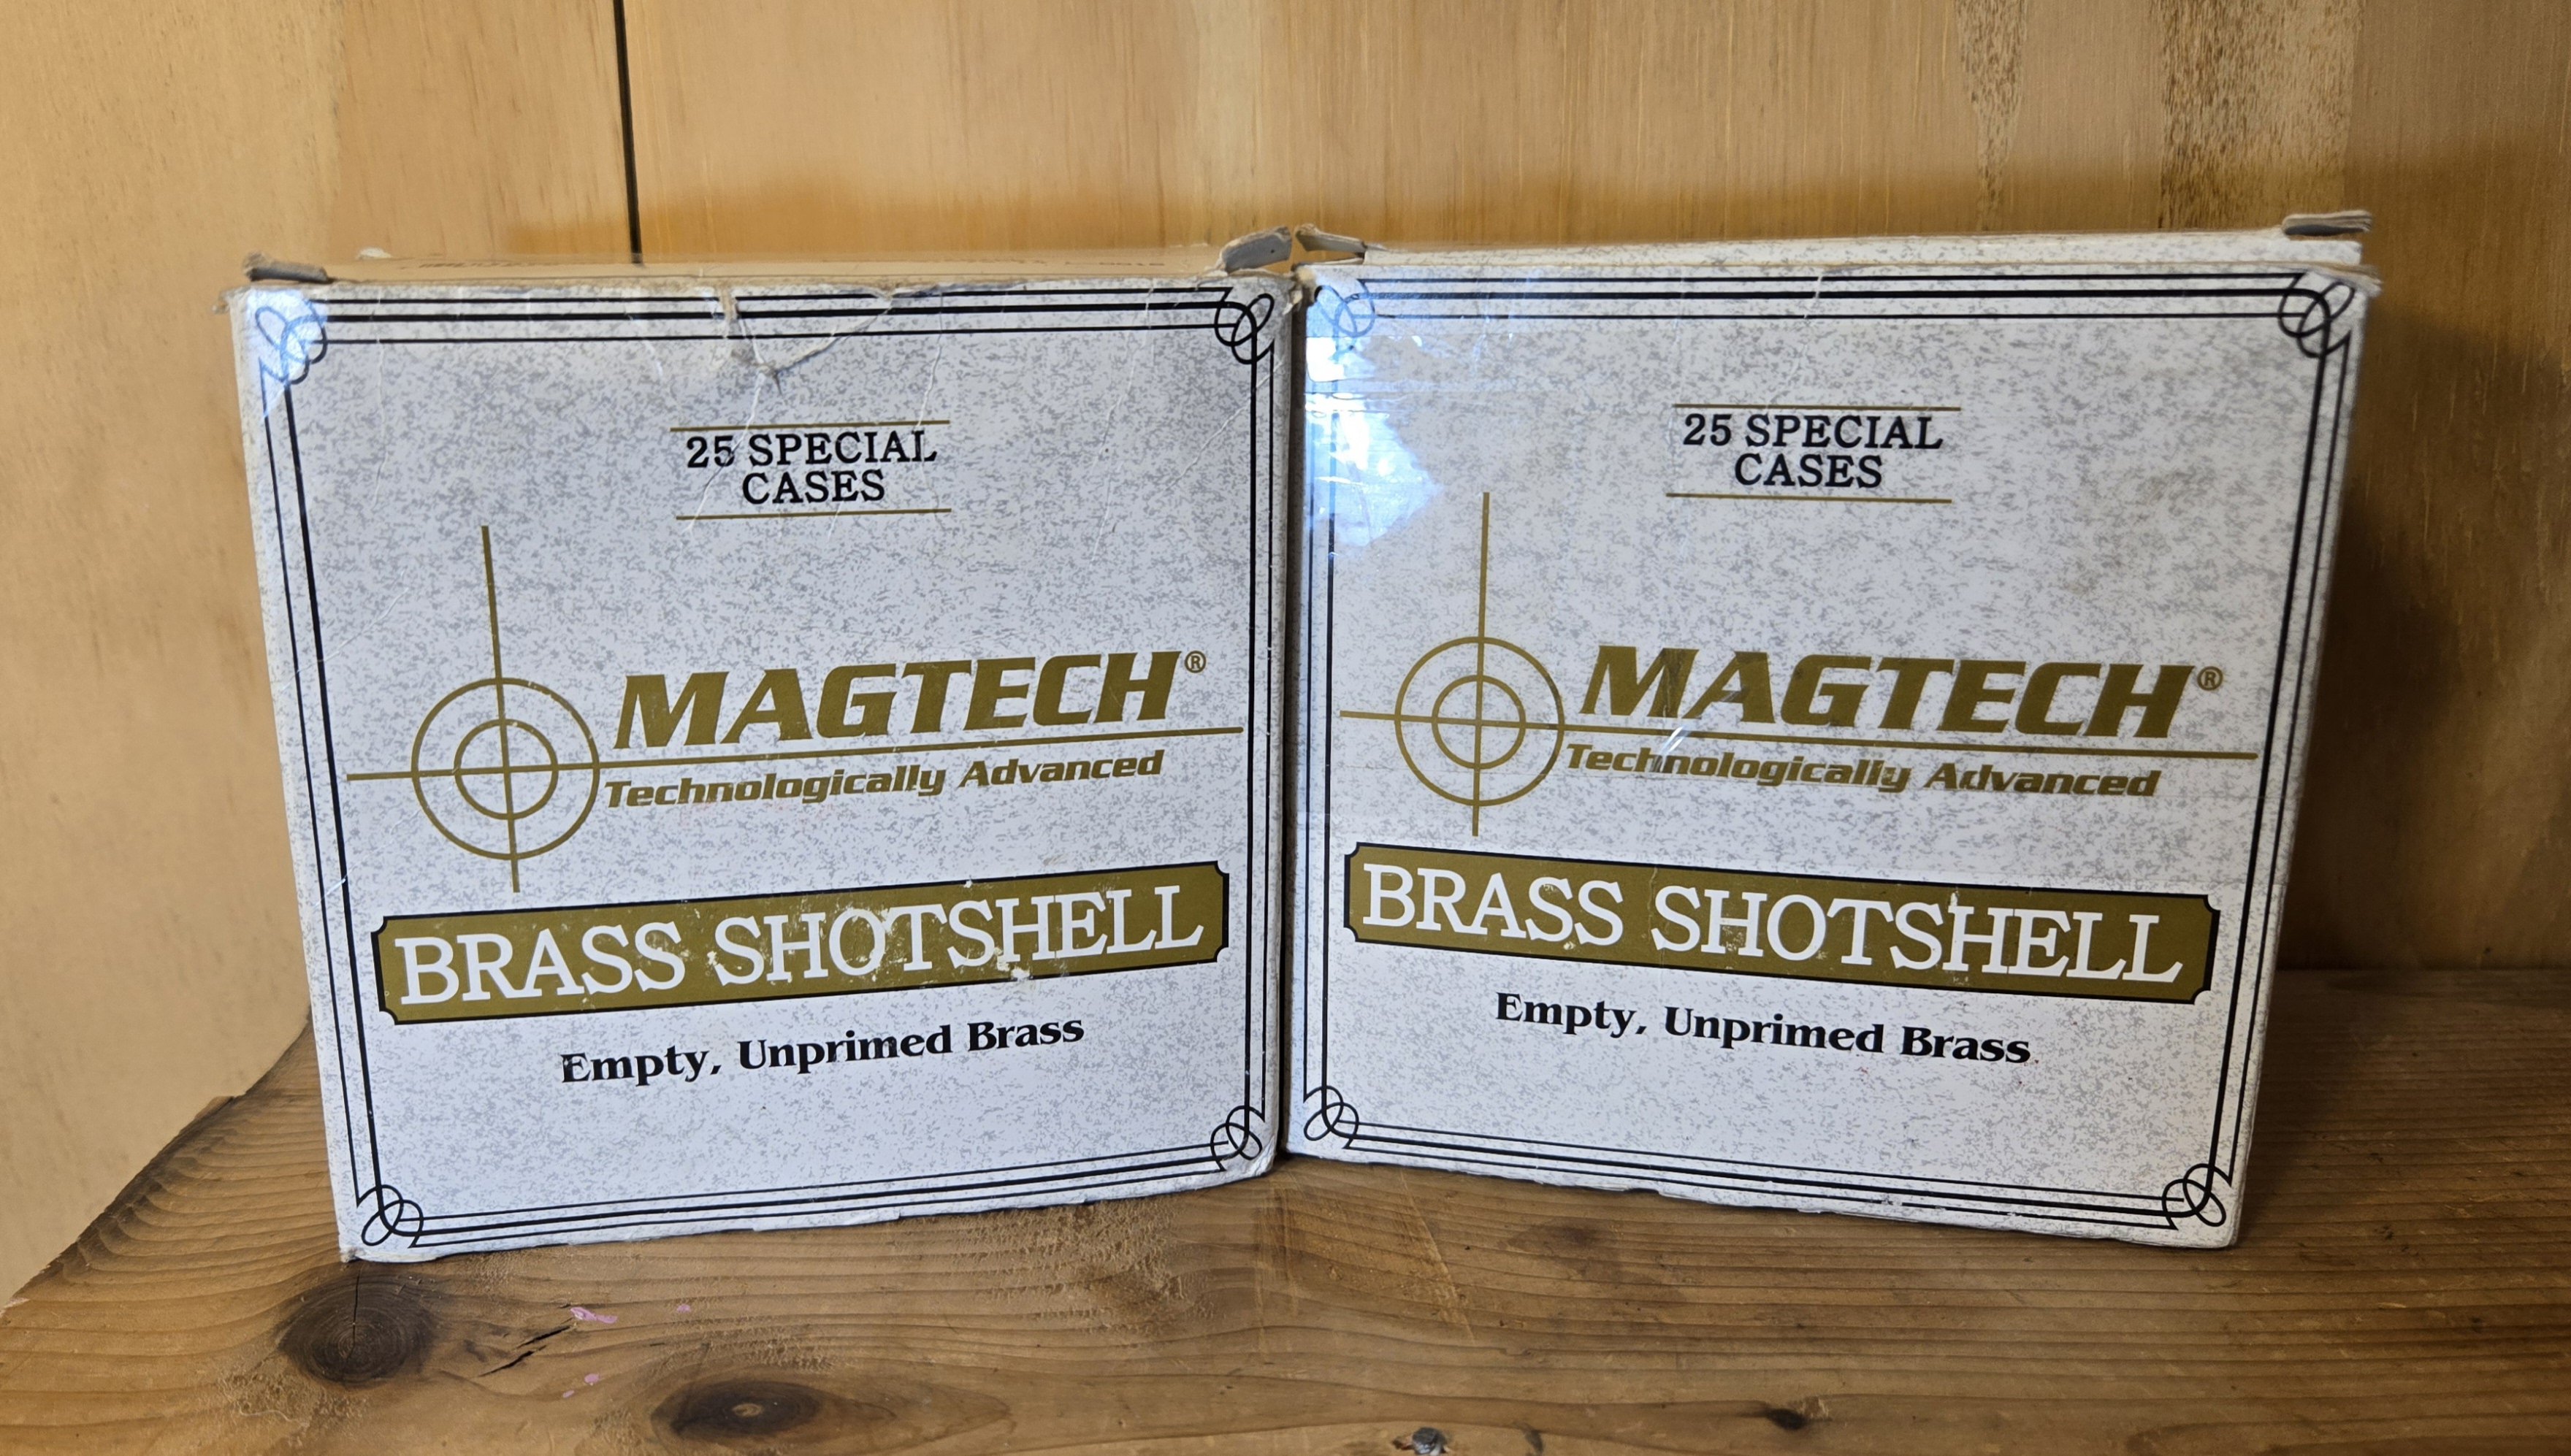 25 SPECIAL
CASES
MAGTECH®
Technologically Advanced
BRASS SHOTSHELL
Empty, Unprimed Brass
25 SPECIAL
CASES
MAGTECH®
Technologically Advanced
BRASS SHOTSHELL
Empty, Unprimed Brass